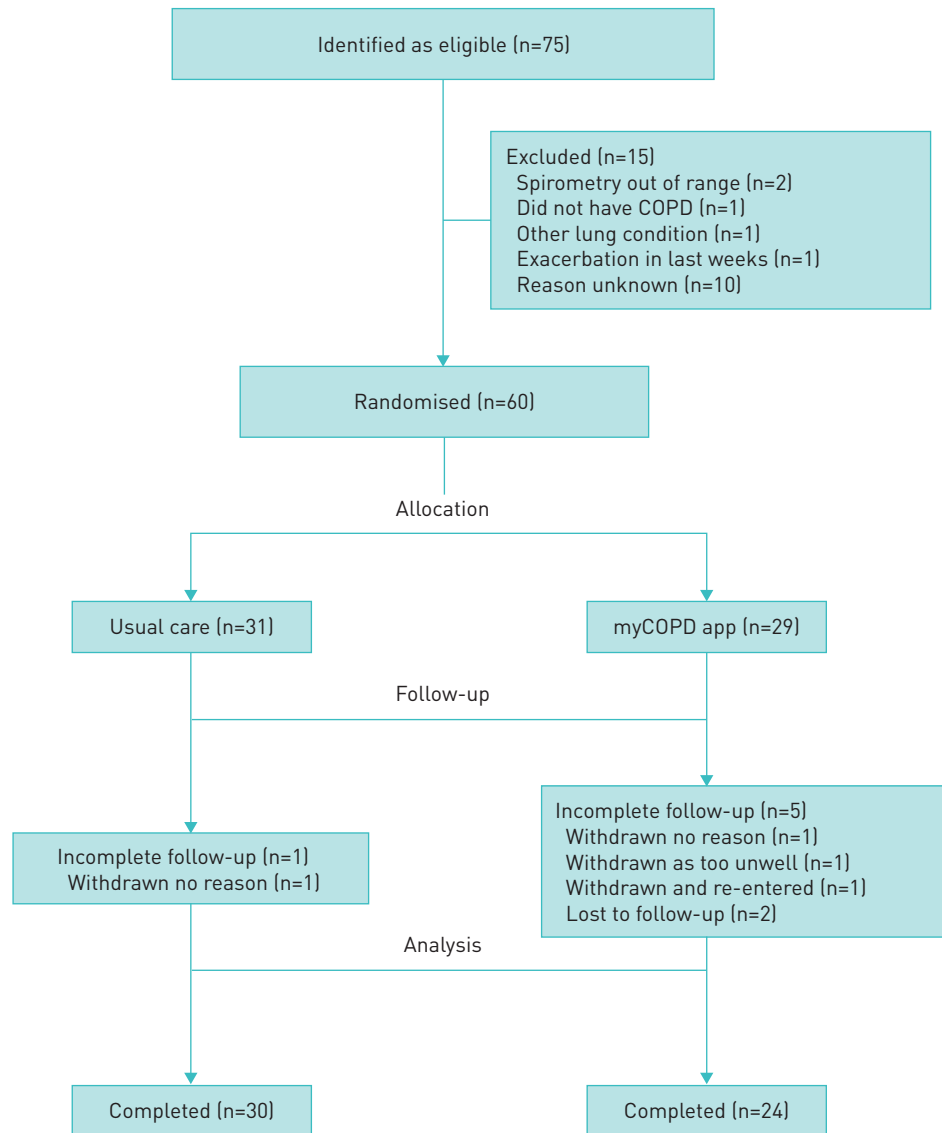 Identified as eligible (n=75)
Excluded (n=15)
Spirometry out of range (n=2)
Did not have COPD (n=1)
Other lung condition (n=1)
Exacerbation in last weeks (n=1)
Reason unknown (n=10)
Randomised (n=60)
Allocation
Usual care (n=31)
myCOPD app (n=29)
Follow-up
Incomplete follow-up (n=1)
Withdrawn no reason (n=1)
Incomplete follow-up (n=5)
Withdrawn no reason (n=1)
Withdrawn as too unwell (n=1)
Withdrawn and re-entered (n=1)
Lost to follow-up (n=2)
Analysis
Completed (n=30)
Completed (n=24)